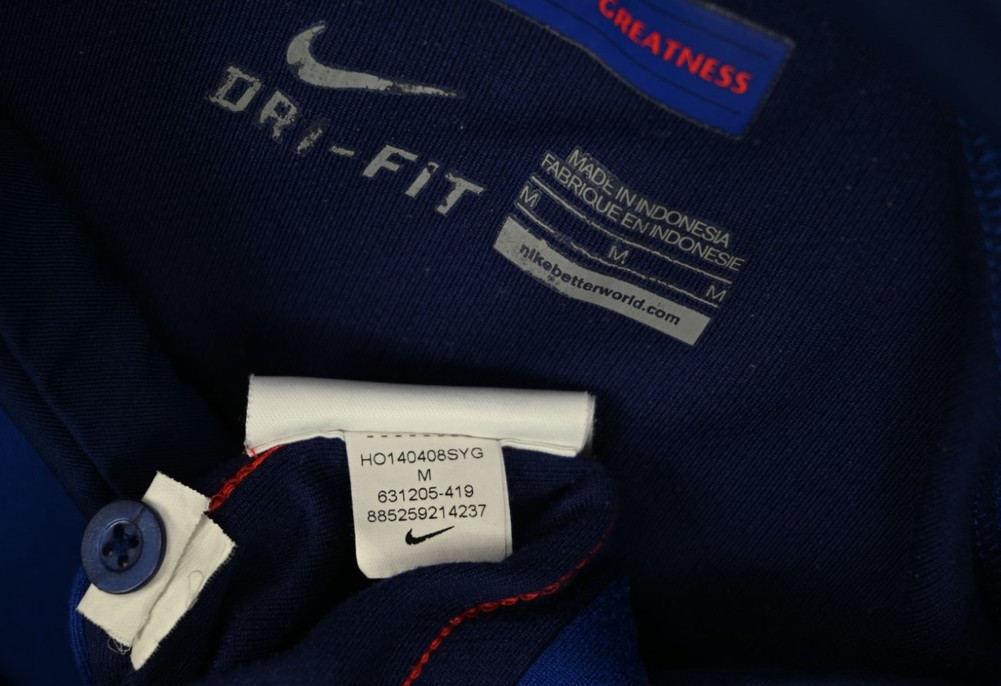 GREATNESS
DRI-FIT
MADE IN INDONESIA
FABRIQUE EN INDONESIE
M M M
nikebetterworld.com
HO140408SYG
M
631205-419
885259214237